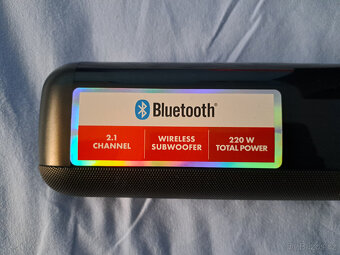 Bluetooth®
2.1
CHANNEL
WIRELESS
SUBWOOFER
220 W
TOTAL POWER